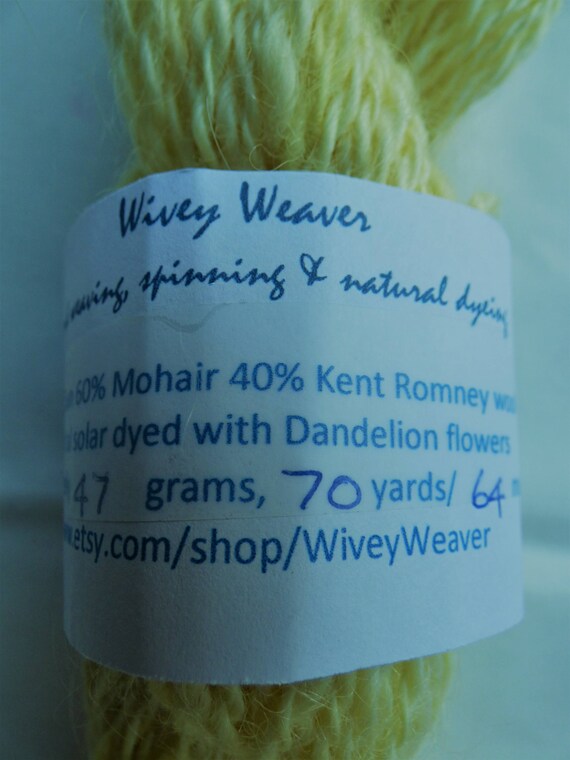 Wivey Weaver
eaving, spinning & natural dyeing
60% Mohair 40% Kent Romney
solar dyed with Dandelion flowers
47 grams, 70 yards/ 64 m
.etsy.com/shop/WiveyWeaver